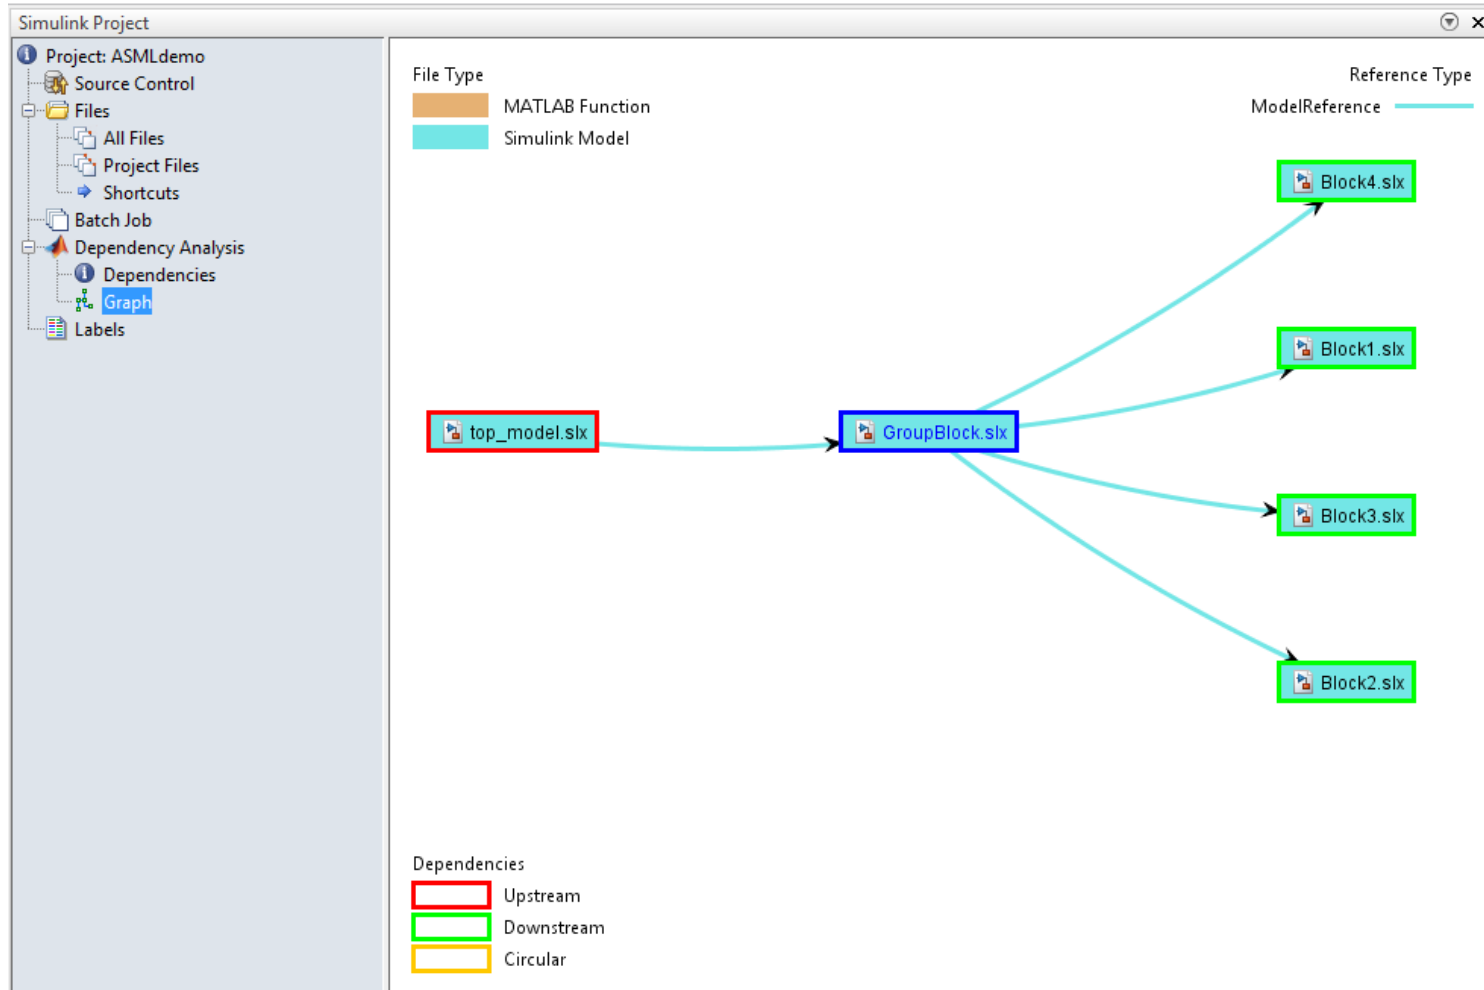 Simulink Project
Project: ASMLdemo
Source Control
Files
All Files
Project Files
Shortcuts
Batch Job
Dependency Analysis
Dependencies
Graph
Labels
File Type
MATLAB Function
Simulink Model
Reference Type
ModelReference
Block4.slx
Block1.slx
top_model.slx
GroupBlock.slx
Block3.slx
Block2.slx
Dependencies
Upstream
Downstream
Circular